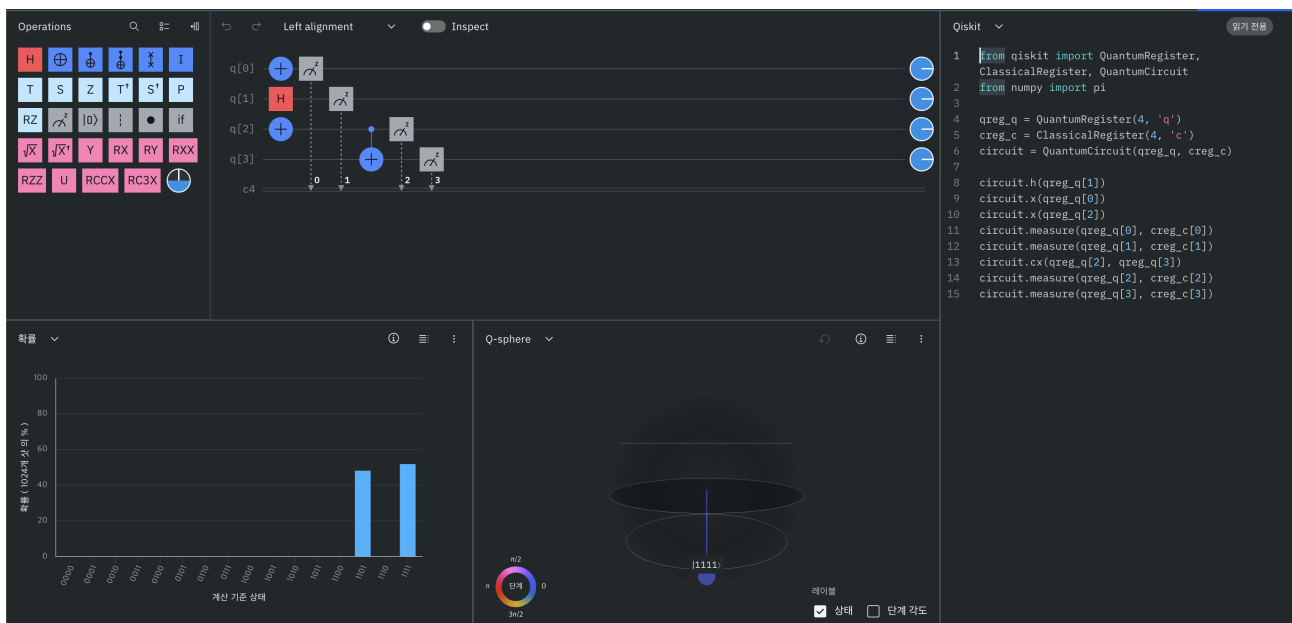 Operations
H
I
T S Z T† S† P
RZ z |0⟩ if
√X √X† Y RX RY RXX
RZZ U RCCX RC3X
Left alignment
Inspect
q[0] z
q[1] H z
q[2] z
q[3] z
c4 0 1 2 3
Qiskit
읽기 전용
1 from qiskit import QuantumRegister,
ClassicalRegister, QuantumCircuit
2 from numpy import pi
3
4 qreg_q = QuantumRegister(4, 'q')
5 creg_c = ClassicalRegister(4, 'c')
6 circuit = QuantumCircuit(qreg_q, creg_c)
7
8 circuit.h(qreg_q[1])
9 circuit.x(qreg_q[0])
10 circuit.x(qreg_q[2])
11 circuit.measure(qreg_q[0], creg_c[0])
12 circuit.measure(qreg_q[1], creg_c[1])
13 circuit.cx(qreg_q[2], qreg_q[3])
14 circuit.measure(qreg_q[2], creg_c[2])
15 circuit.measure(qreg_q[3], creg_c[3])
확률
확률 ( 1024개 샷 의 % )
100
80
60
40
20
0
0000 0001 0010 0011 0100 0101 0110 0111 1000 1001 1010 1011 1100 1101 1110 1111
계산 기준 상태
Q-sphere
|1111⟩
π/2
π 단계 0
3π/2
레이블
상태 단계 각도